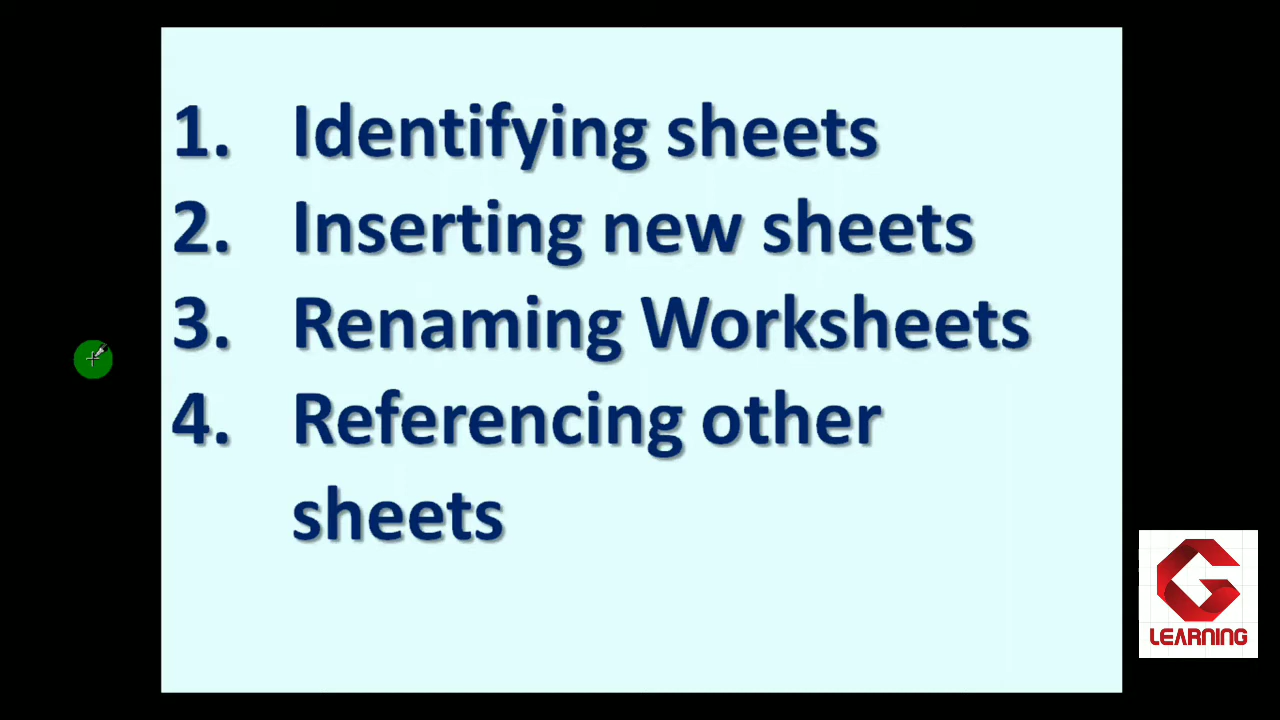 1. Identifying sheets
2. Inserting new sheets
3. Renaming Worksheets
4. Referencing other
sheets
LEARNING